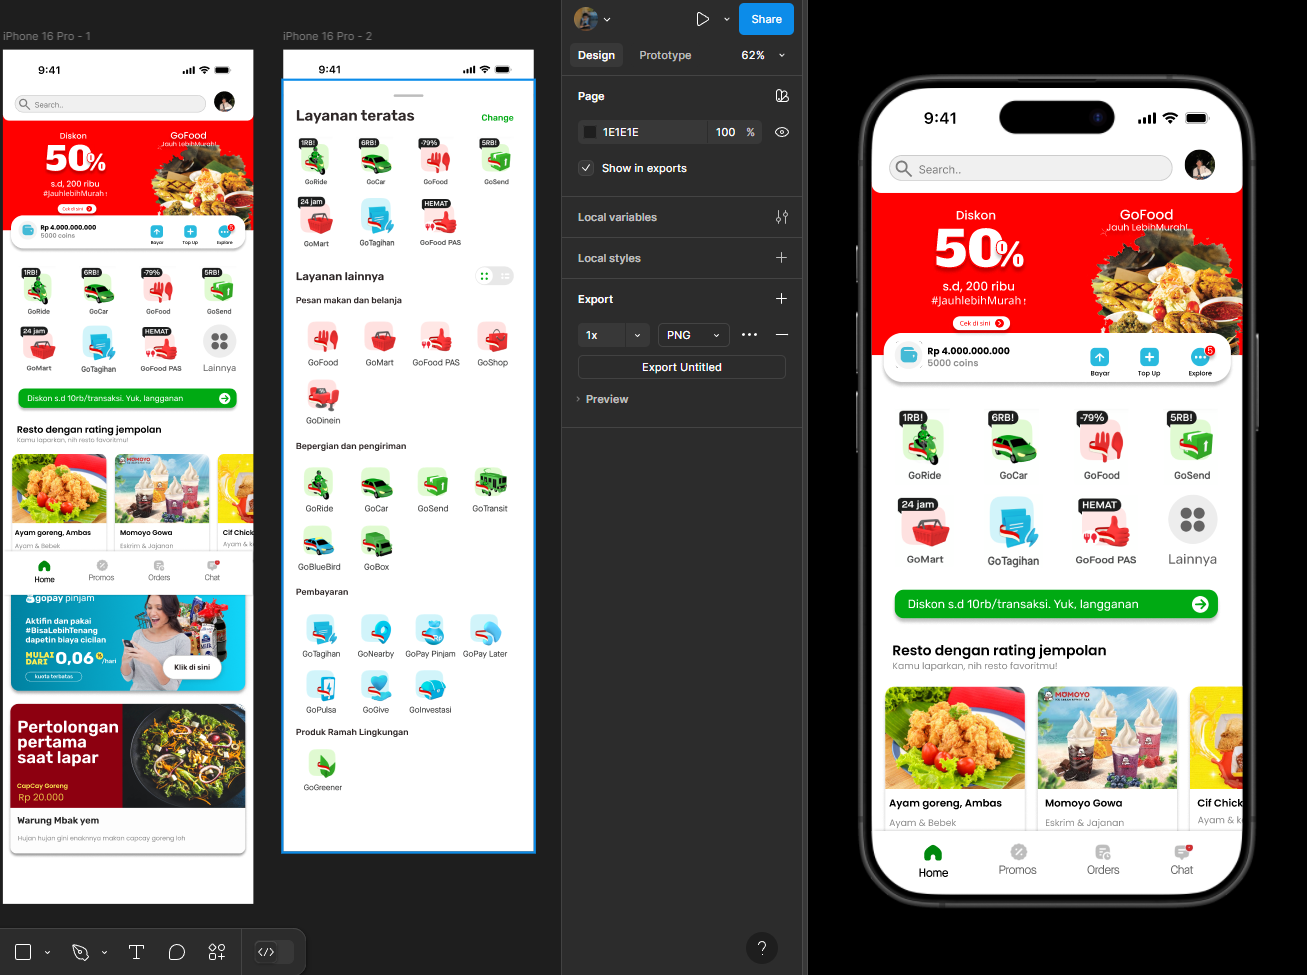 iPhone 16 Pro - 1
9:41
Search..
Diskon
50%
s.d, 200 ribu
#JauhlebihMurah !
Cek di sini
GoFood
Jauh LebihMurah!
Rp 4.000.000.000
5000 coins
Bayar
Top Up
Explore
5
1RB!
6RB!
-79%
5RB!
GoRide
GoCar
GoFood
GoSend
24 jam
HEMAT
GoMart
GoTagihan
GoFood PAS
Lainnya
Diskon s.d 10rb/transaksi. Yuk, langganan
Resto dengan rating jempolan
Kamu laparkan, nih resto favoritmu!
MOMOYO
Ayam goreng, Ambas
Momoyo Gowa
Cif Chick
Ayam & Bebek
Eskrim & Jajanan
Ayam & k
Home
Promos
Orders
Chat
gopay pinjam
Aktifin dan pakai
#BisaLebihTenang
dapetin biaya cicilan
MULAI
DARI
0,06
%
/hari
kuota terbatas
Klik di sini
Pertolongan
pertama
saat lapar
CapCay Goreng
Rp 20.000
Warung Mbak yem
Hujan hujan gini enaknnya makan capcay goreng loh
iPhone 16 Pro - 2
9:41
Layanan teratas
Change
1RB!
6RB!
-79%
5RB!
GoRide
GoCar
GoFood
GoSend
24 jam
HEMAT
GoMart
GoTagihan
GoFood PAS
Layanan lainnya
Pesan makan dan belanja
GoFood
GoMart
GoFood PAS
GoShop
GoDinein
Bepergian dan pengiriman
GoRide
GoCar
GoSend
GoTransit
GoBlueBird
GoBox
Pembayaran
GoTagihan
GoNearby
GoPay Pinjam
GoPay Later
Rp
GoPulsa
GoGive
GoInvestasi
Produk Ramah Lingkungan
GoGreener
Share
Design
Prototype
62%
Page
1E1E1E
100
%
Show in exports
Local variables
Local styles
Export
1x
PNG
Export Untitled
Preview
?
9:41
Search..
Diskon
50%
s.d, 200 ribu
#JauhlebihMurah !
Cek di sini
GoFood
Jauh LebihMurah!
Rp 4.000.000.000
5000 coins
Bayar
Top Up
Explore
5
1RB!
6RB!
-79%
5RB!
GoRide
GoCar
GoFood
GoSend
24 jam
HEMAT
GoMart
GoTagihan
GoFood PAS
Lainnya
Diskon s.d 10rb/transaksi. Yuk, langganan
Resto dengan rating jempolan
Kamu laparkan, nih resto favoritmu!
MOMOYO
Ayam goreng, Ambas
Momoyo Gowa
Cif Chick
Ayam & Bebek
Eskrim & Jajanan
Ayam & k
Home
Promos
Orders
Chat